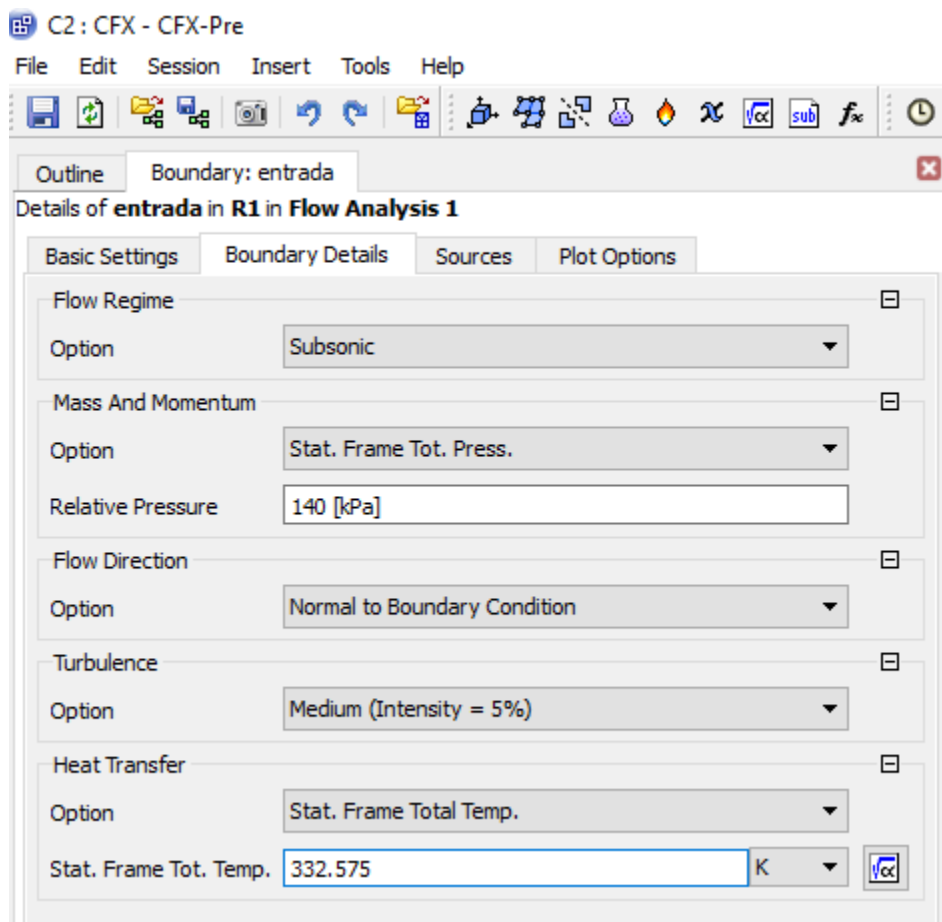 C2 : CFX - CFX-Pre
File Edit Session Insert Tools Help
Outline Boundary: entrada
Details of entrada in R1 in Flow Analysis 1
Basic Settings Boundary Details Sources Plot Options
Flow Regime
Option Subsonic
Mass And Momentum
Option Stat. Frame Tot. Press.
Relative Pressure 140 [kPa]
Flow Direction
Option Normal to Boundary Condition
Turbulence
Option Medium (Intensity = 5%)
Heat Transfer
Option Stat. Frame Total Temp.
Stat. Frame Tot. Temp. 332.575 K